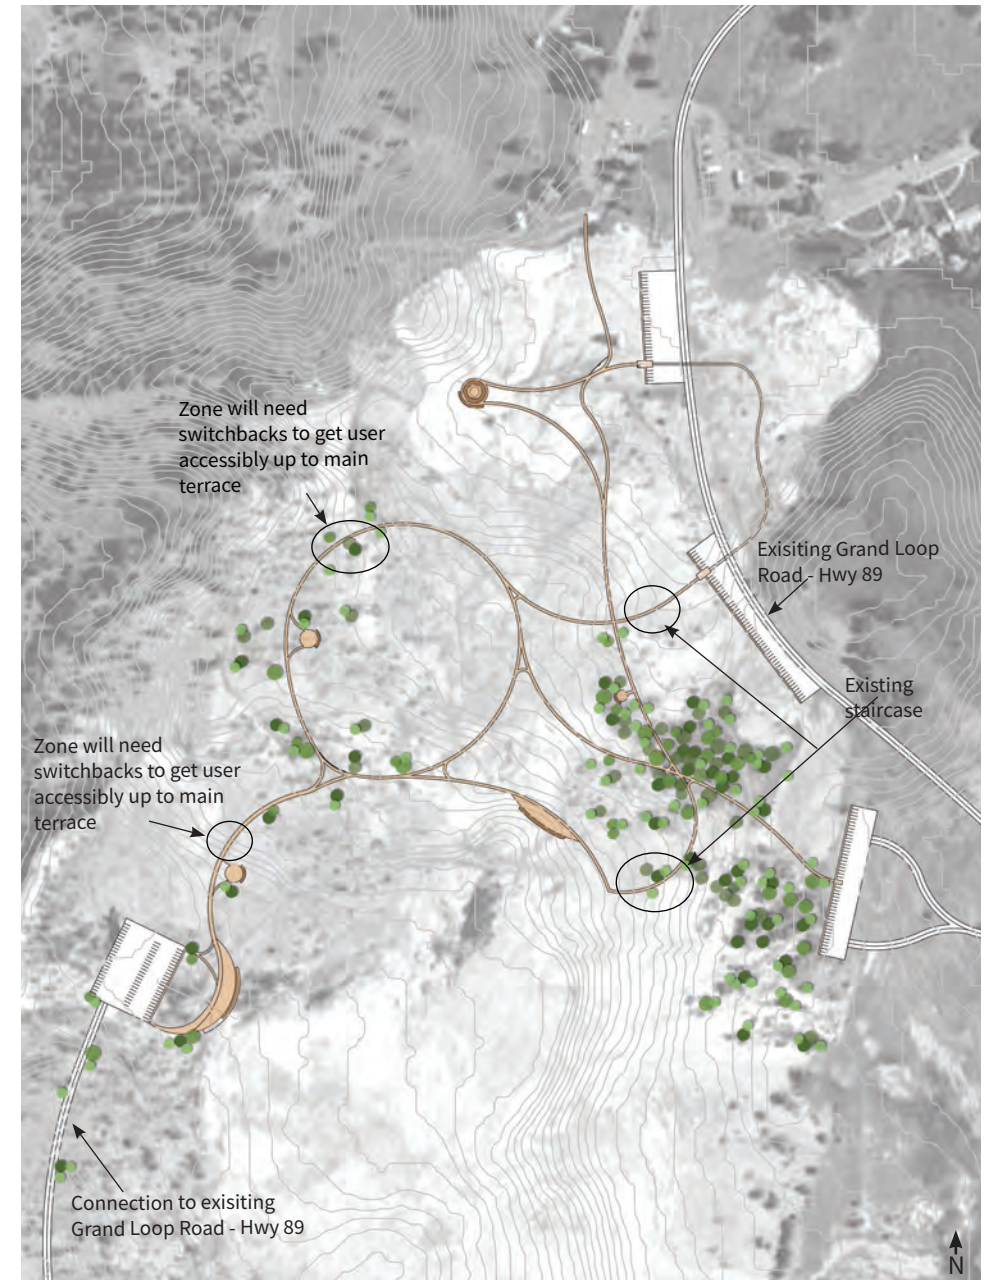 Zone will need
switchbacks to get user
accessibly up to main
terrace
Exisiting Grand Loop
Road - Hwy 89
Existing
staircase
Zone will need
switchbacks to get user
accessibly up to main
terrace
Connection to exisiting
Grand Loop Road - Hwy 89
N